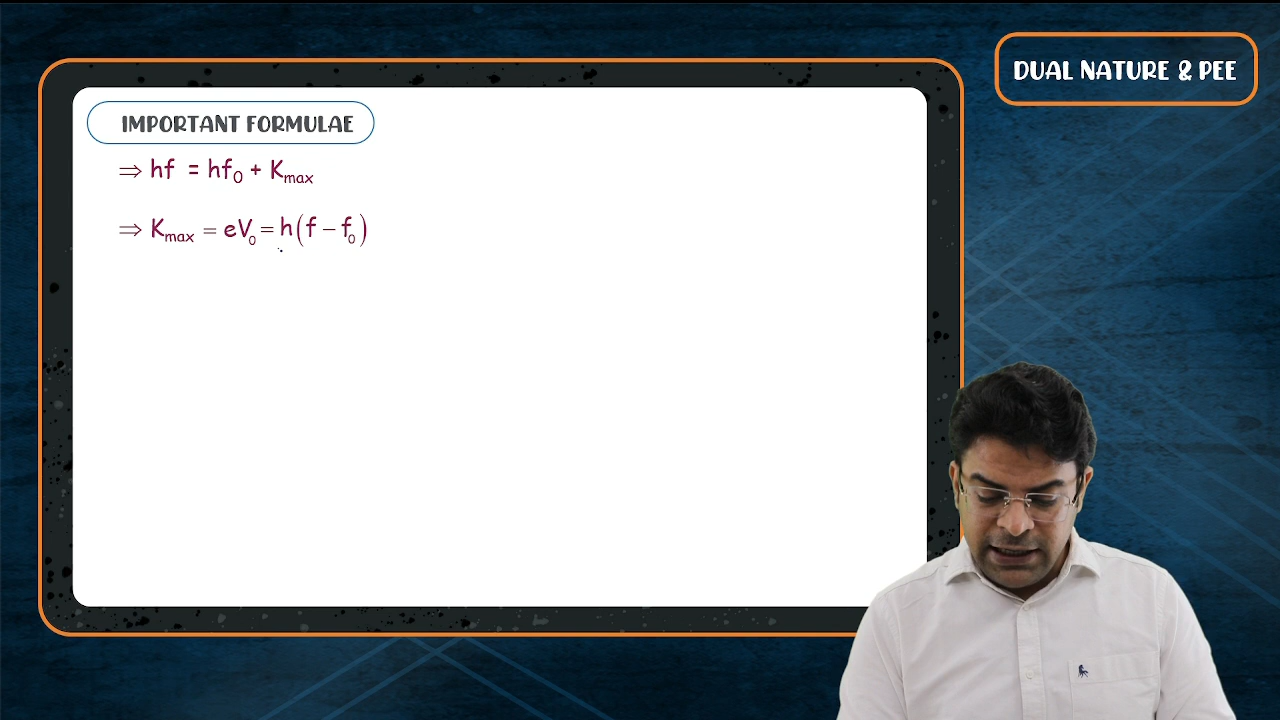 DUAL NATURE & PEE
IMPORTANT FORMULAE
⇒ hf = hf₀ + Kₘₐₓ
⇒ Kₘₐₓ = eV₀ = h(f − f₀)